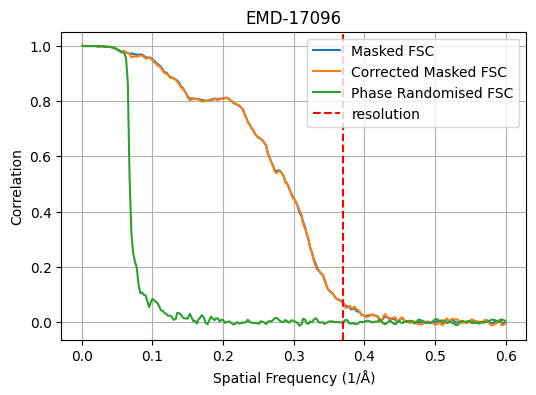 EMD-17096
Masked FSC
Corrected Masked FSC
Phase Randomised FSC
resolution
Correlation
1.0
0.8
0.6
0.4
0.2
0.0
0.0 0.1 0.2 0.3 0.4 0.5 0.6
Spatial Frequency (1/Å)